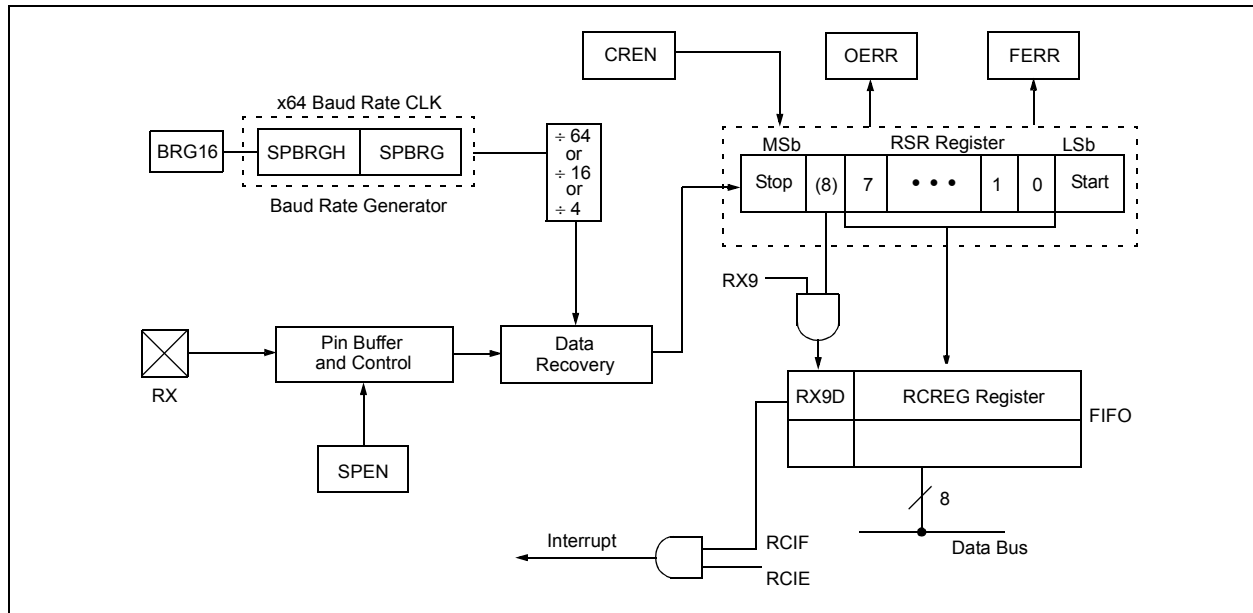 CREN
OERR
FERR
x64 Baud Rate CLK
BRG16
SPBRGH
SPBRG
Baud Rate Generator
÷ 64
or
÷ 16
or
÷ 4
MSb
RSR Register
LSb
Stop
(8)
7
• • •
1
0
Start
RX9
RX
Pin Buffer
and Control
Data
Recovery
SPEN
RX9D
RCREG Register
FIFO
8
Data Bus
Interrupt
RCIF
RCIE